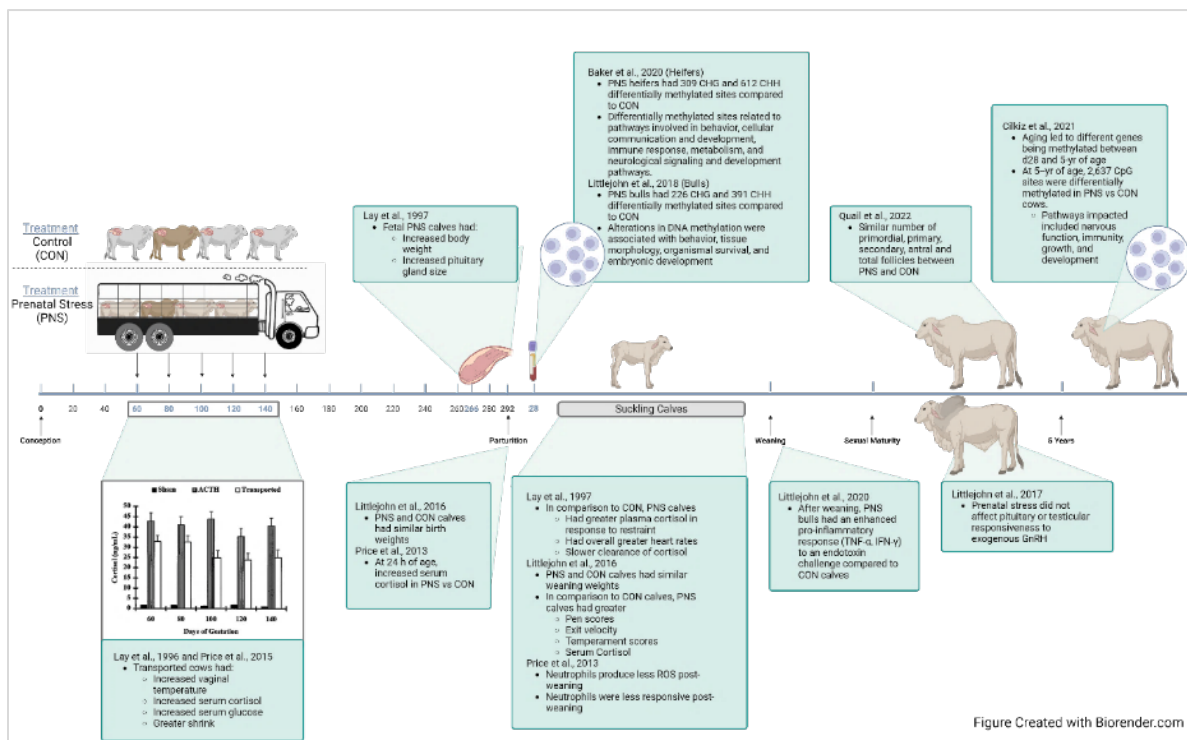 Baker et al., 2020 (Heifers)
• PNS heifers had 309 CHG and 612 CHH
differentially methylated sites compared
to CON
• Differentially methylated sites related to
pathways involved in behavior, cellular
communication and development,
immune response, metabolism, and
neurological signaling and development
pathways.
Littlejohn et al., 2018 (Bulls)
• PNS bulls had 226 CHG and 391 CHH
differentially methylated sites compared
to CON
• Alterations in DNA methylation were
associated with behavior, tissue
morphology, organismal survival, and
embryonic development
Cilkiz et al., 2021
• Aging led to different genes
being methylated between
d28 and 5-yr of age
• At 5-yr of age, 2,637 CpG
sites were differentially
methylated in PNS vs CON
cows.
○ Pathways impacted
included nervous
function, immunity,
growth, and
development
Lay et al., 1997
• Fetal PNS calves had:
○ Increased body
weight
○ Increased pituitary
gland size
Quail et al., 2022
• Similar number of
primordial, primary,
secondary, antral and
total follicles between
PNS and CON
Treatment
Control
(CON)
Treatment
Prenatal Stress
(PNS)
0 20 40 60 80 100 120 140 160 180 200 220 240 260 266 280 292 28
Suckling Calves
Conception
Parturition
Weaning
Sexual Maturity
5 Years
Sham ACTH Transported
Cortisol (ng/mL)
50
45
40
35
30
25
20
15
10
5
0
60 80 100 120 140
Days of Gestation
Lay et al., 1996 and Price et al., 2015
• Transported cows had:
○ Increased vaginal
temperature
○ Increased serum cortisol
○ Increased serum glucose
○ Greater shrink
Littlejohn et al., 2016
• PNS and CON calves
had similar birth
weights
Price et al., 2013
• At 24 h of age,
increased serum
cortisol in PNS vs CON
Lay et al., 1997
• In comparison to CON, PNS calves
○ Had greater plasma cortisol in
response to restraint
○ Had overall greater heart rates
○ Slower clearance of cortisol
Littlejohn et al., 2016
• PNS and CON calves had similar
weaning weights
• In comparison to CON calves, PNS
calves had greater
○ Pen scores
○ Exit velocity
○ Temperament scores
○ Serum Cortisol
Price et al., 2013
• Neutrophils produce less ROS post-
weaning
• Neutrophils were less responsive post-
weaning
Littlejohn et al., 2020
• After weaning, PNS
bulls had an enhanced
pro-inflammatory
response (TNF-α, IFN-γ)
to an endotoxin
challenge compared to
CON calves
Littlejohn et al., 2017
• Prenatal stress did not
affect pituitary or testicular
responsiveness to
exogenous GnRH
Figure Created with Biorender.com